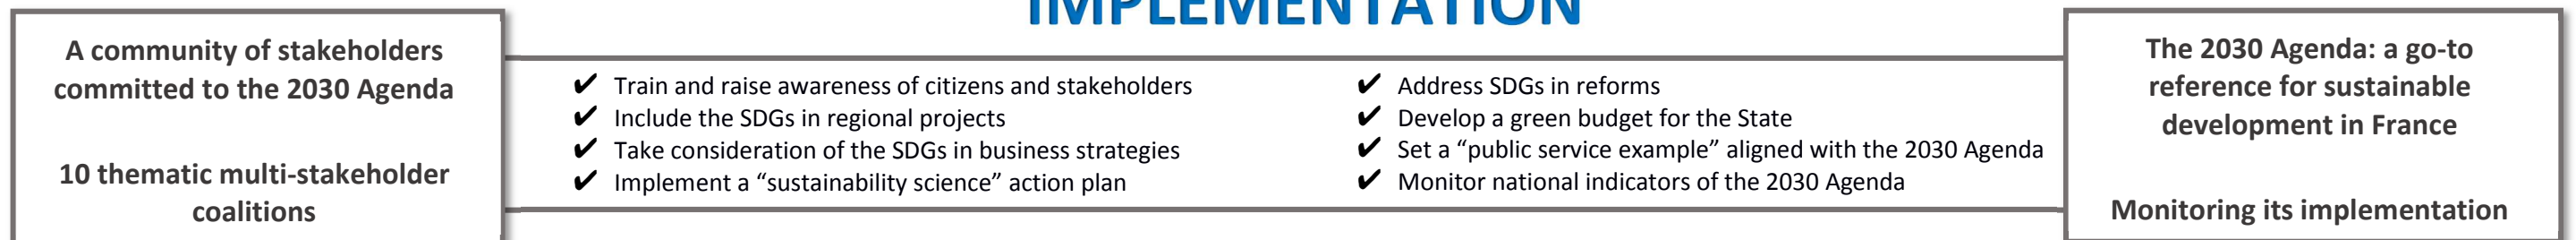 IMPLEMENTATION
A community of stakeholders
committed to the 2030 Agenda
10 thematic multi-stakeholder
coalitions
✔ Train and raise awareness of citizens and stakeholders
✔ Include the SDGs in regional projects
✔ Take consideration of the SDGs in business strategies
✔ Implement a “sustainability science” action plan
✔ Address SDGs in reforms
✔ Develop a green budget for the State
✔ Set a “public service example” aligned with the 2030 Agenda
✔ Monitor national indicators of the 2030 Agenda
The 2030 Agenda: a go-to
reference for sustainable
development in France
Monitoring its implementation